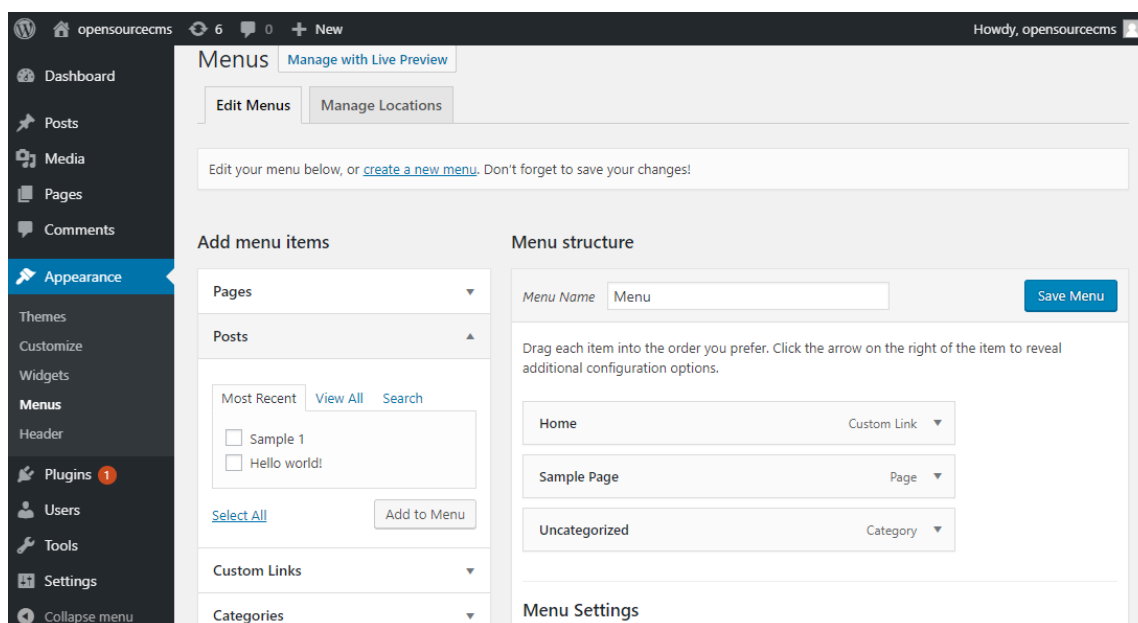 opensourcecms 6 0 New Howdy, opensourcecms
Dashboard
Posts
Media
Pages
Comments
Appearance
Themes
Customize
Widgets
Menus
Header
Plugins 1
Users
Tools
Settings
Collapse menu
Menus Manage with Live Preview
Edit Menus Manage Locations
Edit your menu below, or create a new menu. Don't forget to save your changes!
Add menu items
Pages
Posts
Most Recent View All Search
Sample 1
Hello world!
Select All Add to Menu
Custom Links
Categories
Menu structure
Menu Name Menu Save Menu
Drag each item into the order you prefer. Click the arrow on the right of the item to reveal
additional configuration options.
Home Custom Link
Sample Page Page
Uncategorized Category
Menu Settings